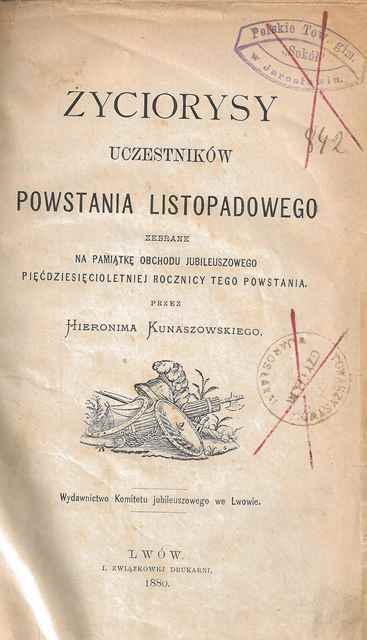 Polskie Tow. gim.
„Sokół"
w Jarosławiu.
842
ŻYCIORYSY
UCZESTNIKÓW
POWSTANIA LISTOPADOWEGO
ZEBRANE
NA PAMIĄTKĘ OBCHODU JUBILEUSZOWEGO
PIĘĆDZIESIĘCIOLETNIEJ ROCZNICY TEGO POWSTANIA.
PRZEZ
HIERONIMA KUNASZOWSKIEGO.
CZYTELNI
Wydawnictwo Komitetu jubileuszowego we Lwowie.
LWÓW.
I. ZWIĄZKOWEJ DRUKARNI,
1880.